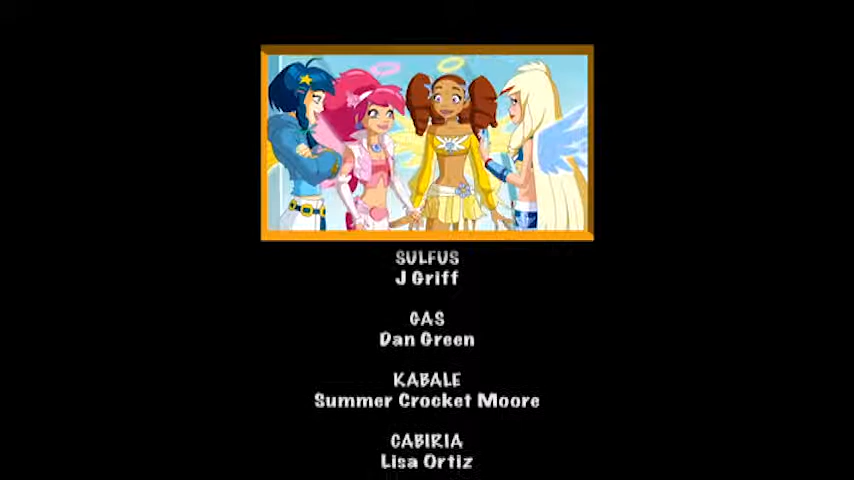 SULFUS
J Griff
GAS
Dan Green
KABALE
Summer Crocket Moore
CABIRIA
Lisa Ortiz